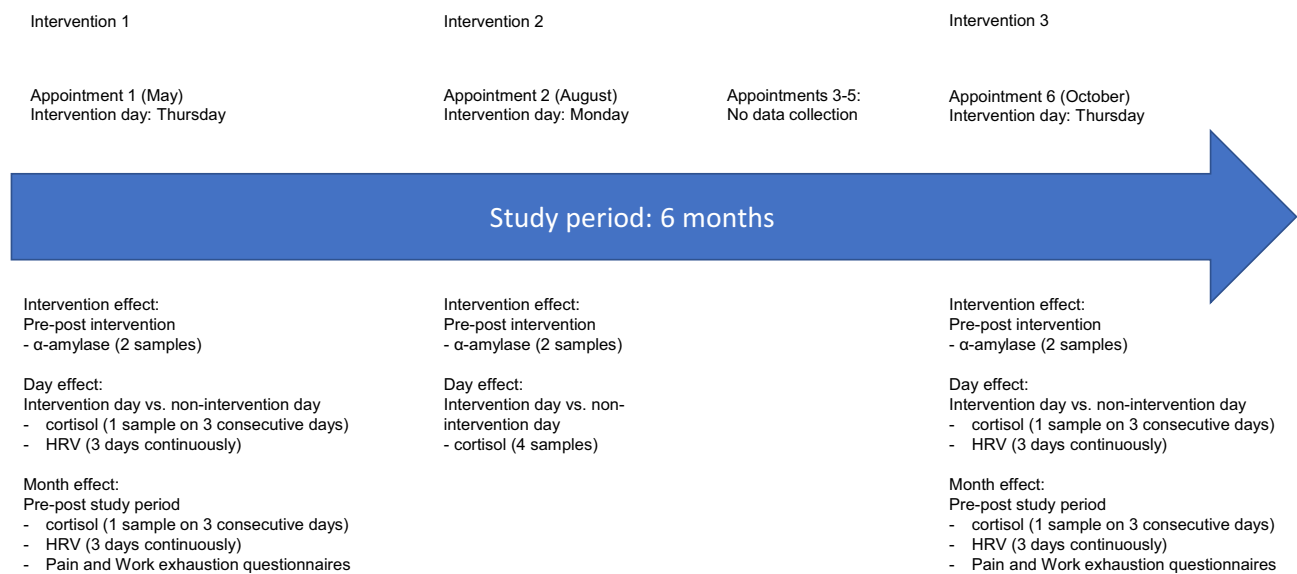 Intervention 1
Intervention 2
Intervention 3
Appointment 1 (May)
Intervention day: Thursday
Appointment 2 (August)
Intervention day: Monday
Appointments 3-5:
No data collection
Appointment 6 (October)
Intervention day: Thursday
Study period: 6 months
Intervention effect:
Pre-post intervention
- α-amylase (2 samples)
Day effect:
Intervention day vs. non-intervention day
- cortisol (1 sample on 3 consecutive days)
- HRV (3 days continuously)
Month effect:
Pre-post study period
- cortisol (1 sample on 3 consecutive days)
- HRV (3 days continuously)
- Pain and Work exhaustion questionnaires
Intervention effect:
Pre-post intervention
- α-amylase (2 samples)
Day effect:
Intervention day vs. non-
intervention day
- cortisol (4 samples)
Intervention effect:
Pre-post intervention
- α-amylase (2 samples)
Day effect:
Intervention day vs. non-intervention day
- cortisol (1 sample on 3 consecutive days)
- HRV (3 days continuously)
Month effect:
Pre-post study period
- cortisol (1 sample on 3 consecutive days)
- HRV (3 days continuously)
- Pain and Work exhaustion questionnaires